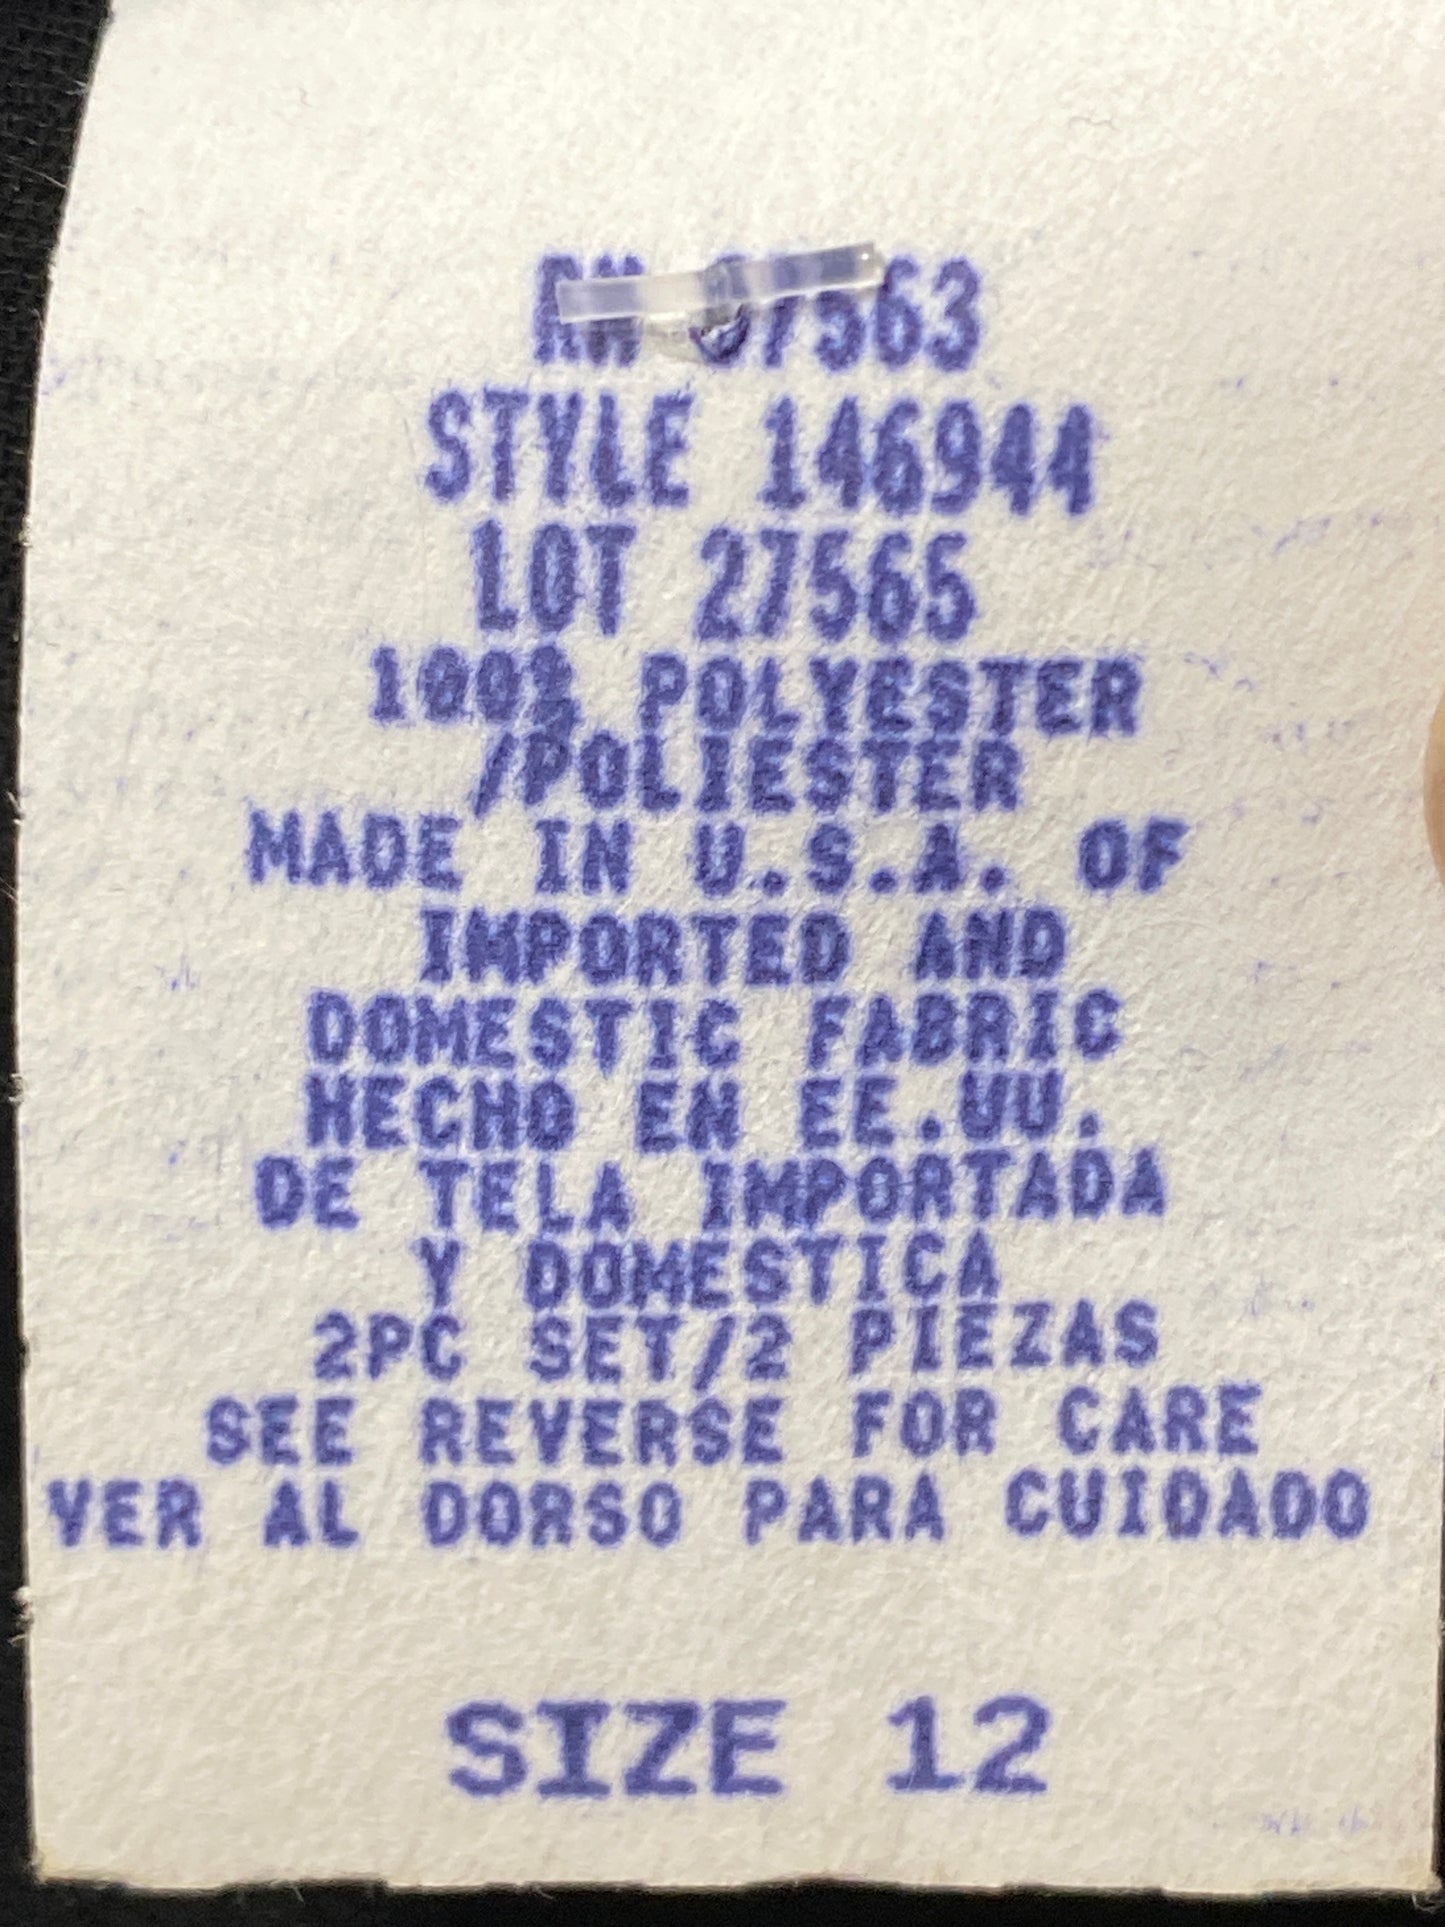 STYLE 146944
LOT 27565
100% POLYESTER
/POLIESTER
MADE IN U.S.A. OF
IMPORTED AND
DOMESTIC FABRIC
HECHO EN EE.UU.
DE TELA IMPORTADA
Y DOMESTICA
2PC SET/2 PIEZAS
SEE REVERSE FOR CARE
VER AL DORSO PARA CUIDADO
SIZE 12